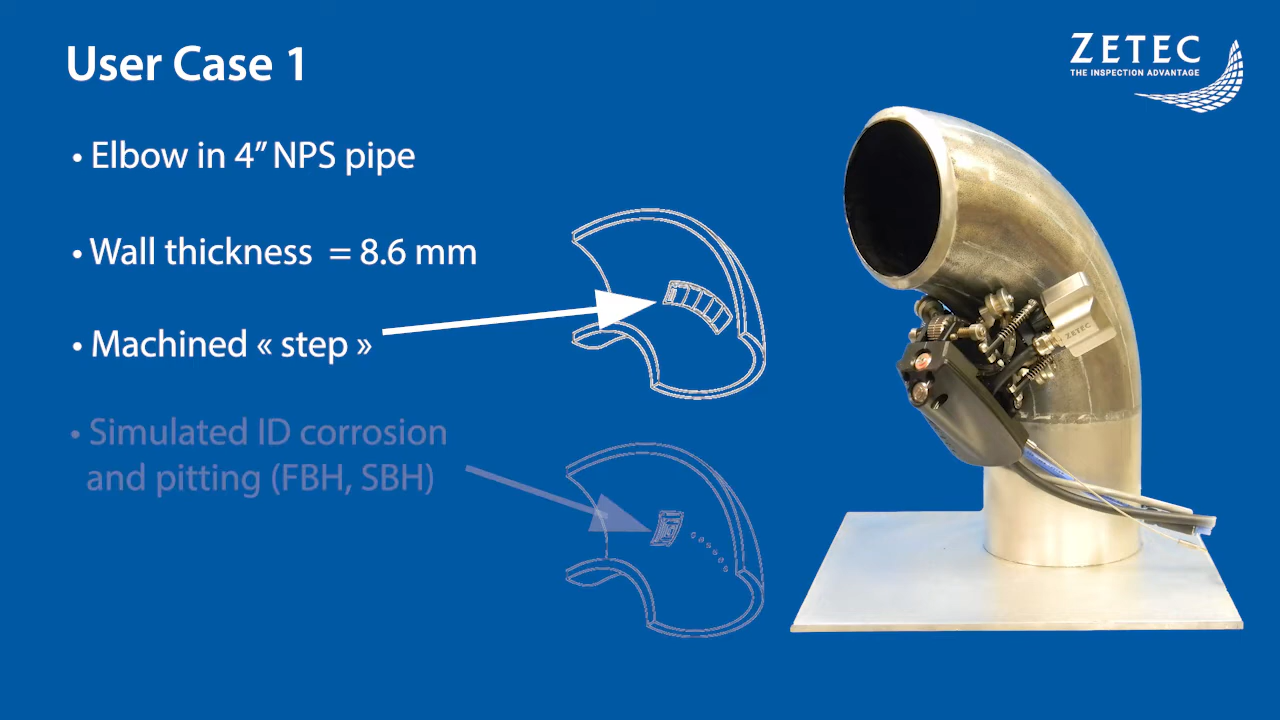 User Case 1
ZETEC
THE INSPECTION ADVANTAGE
• Elbow in 4” NPS pipe
• Wall thickness = 8.6 mm
• Machined « step »
• Simulated ID corrosion
and pitting (FBH, SBH)
ZETEC